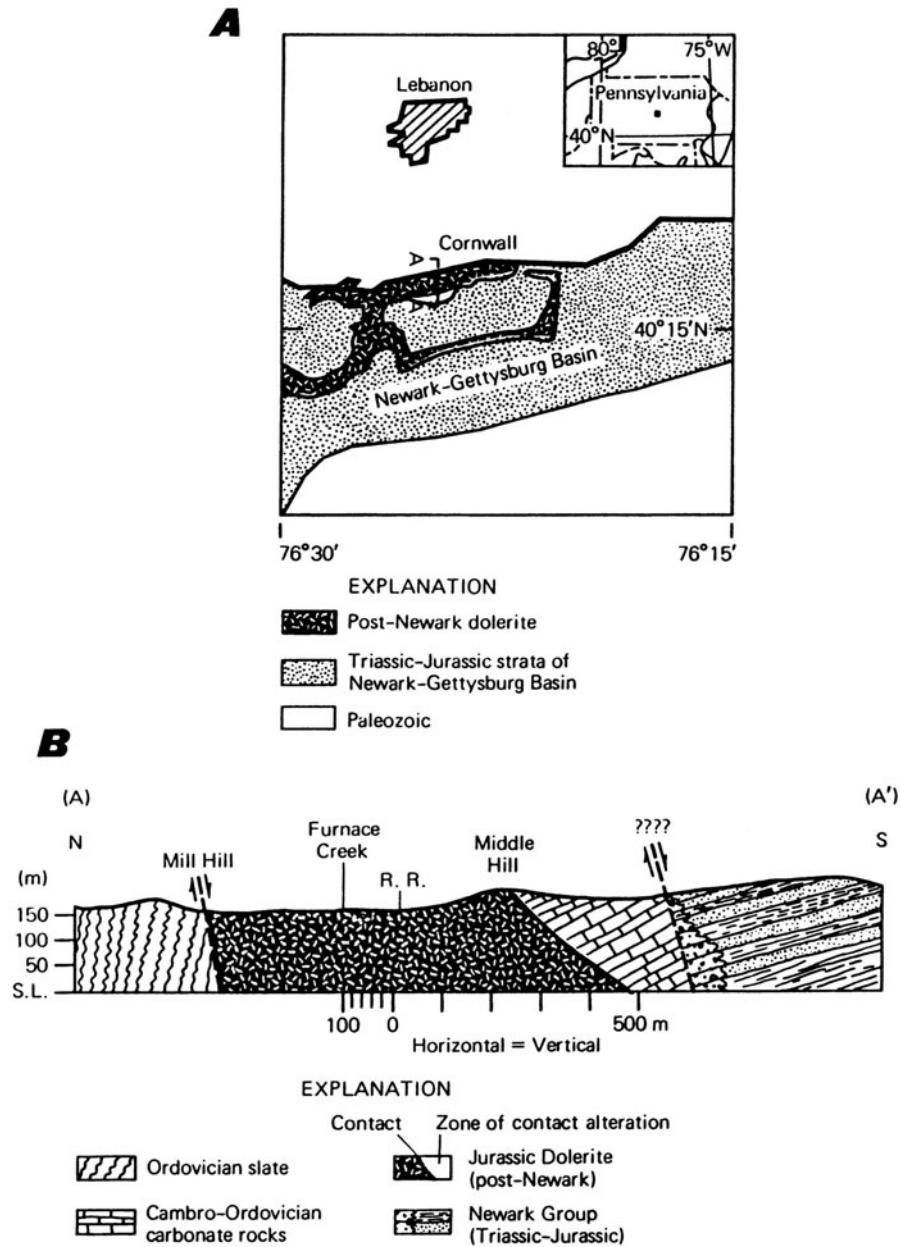 A
80°
75°W
Pennsylvania
40°N
Lebanon
Cornwall
A
A'
40°15'N
Newark-Gettysburg Basin
76°30'
76°15'
EXPLANATION
Post-Newark dolerite
Triassic-Jurassic strata of
Newark-Gettysburg Basin
Paleozoic
B
(A)
(A')
N
Mill Hill
Furnace
Creek
R. R.
Middle
Hill
????
S
(m)
150
100
50
S.L.
100
0
500 m
Horizontal = Vertical
EXPLANATION
Contact
Zone of contact alteration
Ordovician slate
Jurassic Dolerite
(post-Newark)
Cambro-Ordovician
carbonate rocks
Newark Group
(Triassic-Jurassic)